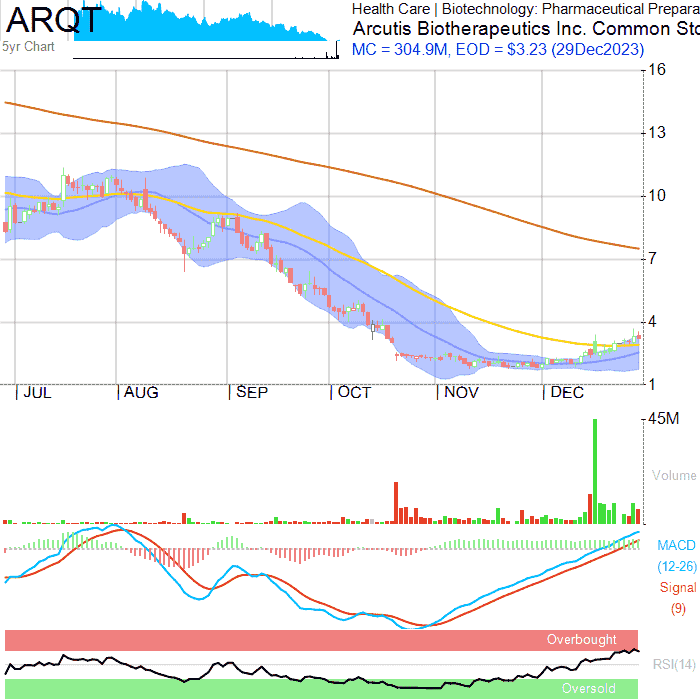 ARQT
5yr Chart
Health Care | Biotechnology: Pharmaceutical Prepara
Arcutis Biotherapeutics Inc. Common Sto
MC = 304.9M, EOD = $3.23 (29Dec2023)
16
13
10
7
4
1
JUL AUG SEP OCT NOV DEC
45M
Volume
MACD
(12-26)
Signal
(9)
Overbought
RSI(14)
Oversold